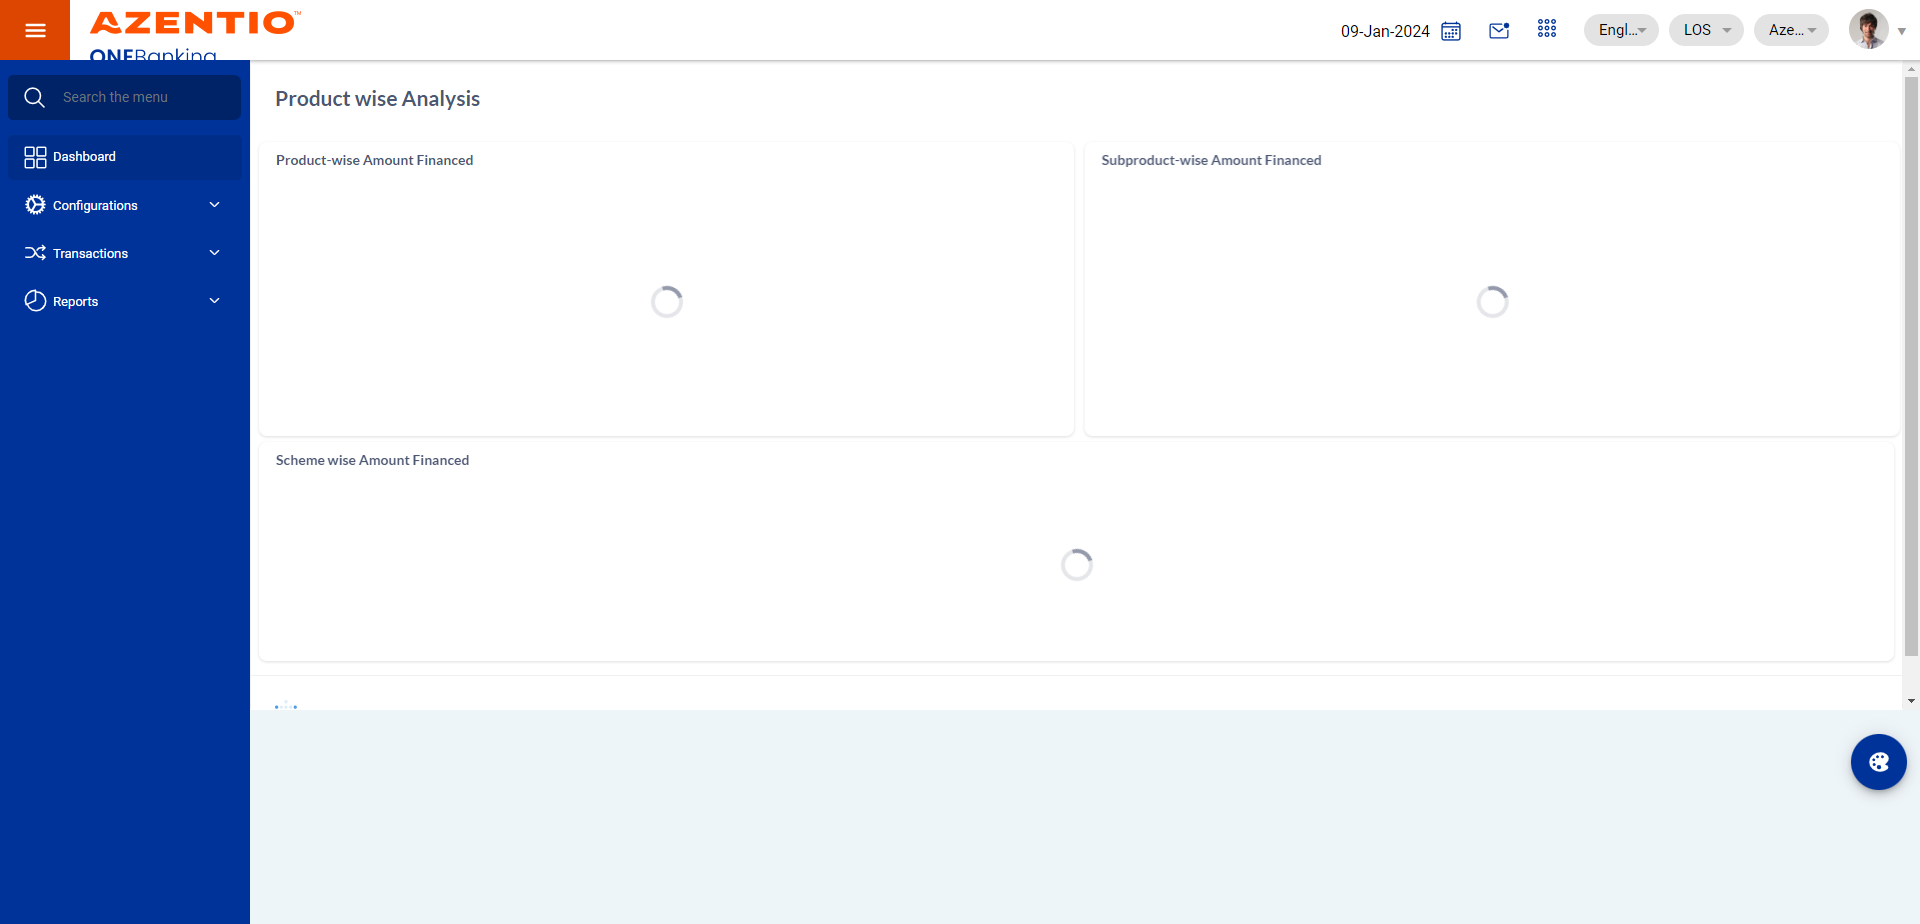 AZENTIO™
ONEBanking
09-Jan-2024
Engl...
LOS
Aze...
Search the menu
Dashboard
Configurations
Transactions
Reports
Product wise Analysis
Product-wise Amount Financed
Subproduct-wise Amount Financed
Scheme wise Amount Financed